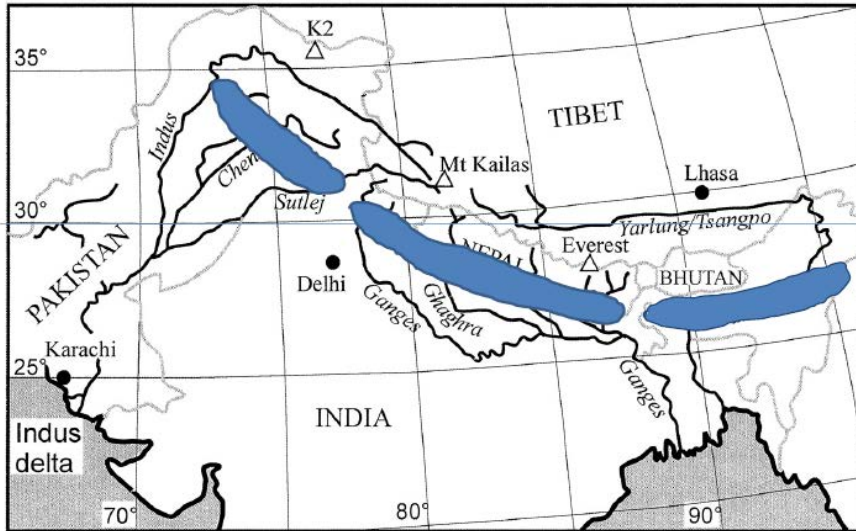 K2
35°
TIBET
Indus
Mt Kailas
Lhasa
Sutlej
30°
Yarlung/Tsangpo
PAKISTAN
Everest
NEPAL
BHUTAN
Delhi
Ganges
Ghaghra
Karachi
25°
Ganges
INDIA
Indus
delta
70°
80°
90°